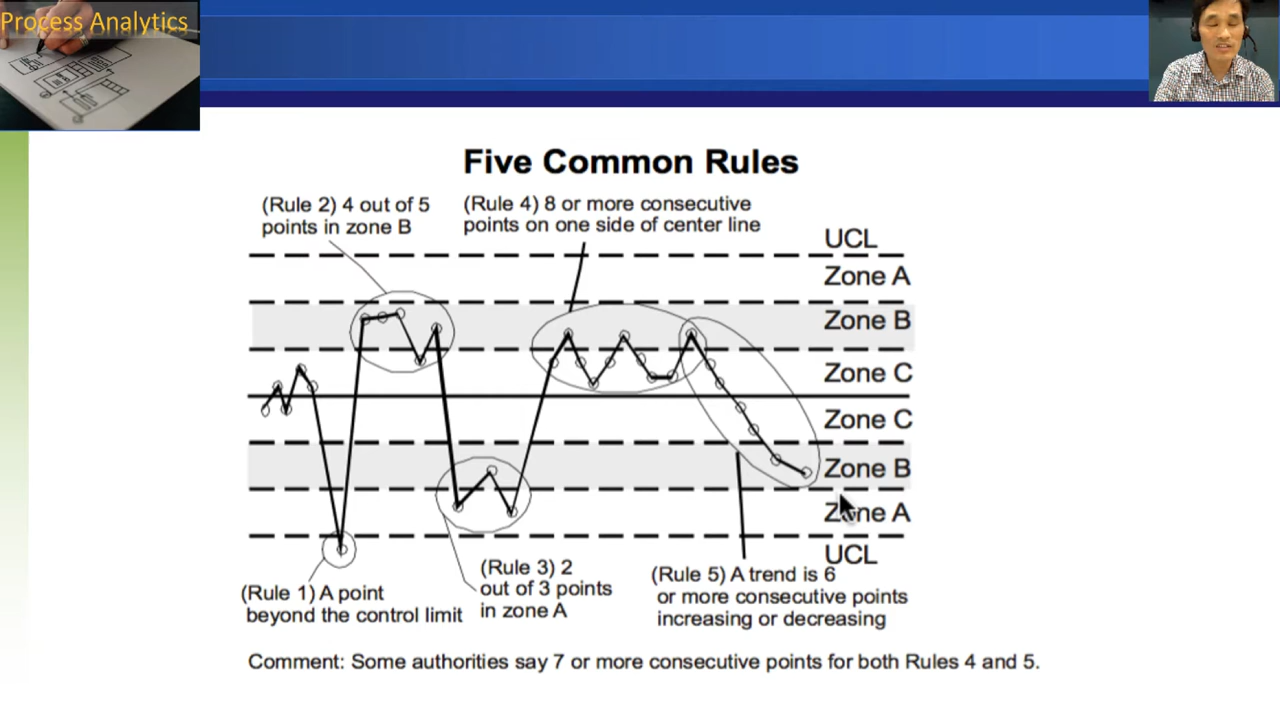 Process Analytics
Five Common Rules
(Rule 2) 4 out of 5
points in zone B
(Rule 4) 8 or more consecutive
points on one side of center line
UCL
Zone A
Zone B
Zone C
Zone C
Zone B
Zone A
UCL
(Rule 1) A point
beyond the control limit
(Rule 3) 2
out of 3 points
in zone A
(Rule 5) A trend is 6
or more consecutive points
increasing or decreasing
Comment: Some authorities say 7 or more consecutive points for both Rules 4 and 5.